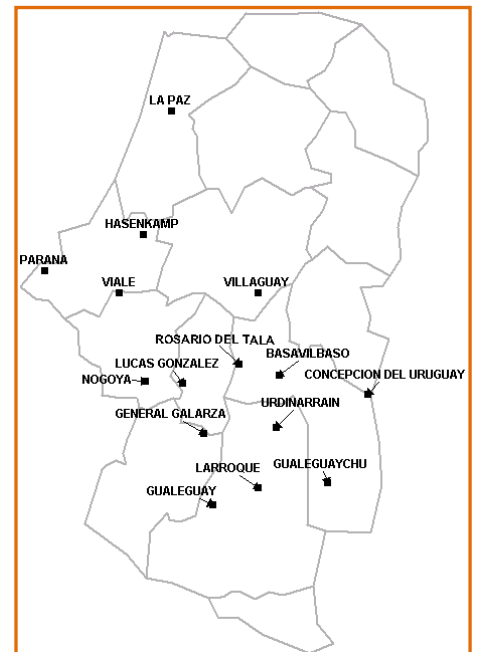 LA PAZ
HASENKAMP
PARANA
VIALE
VILLAGUAY
ROSARIO DEL TALA
BASAVILBASO
LUCAS GONZALEZ
CONCEPCION DEL URUGUAY
NOGOYA
URDINARRAIN
GENERAL GALARZA
LARROQUE
GUALEGUAYCHU
GUALEGUAY